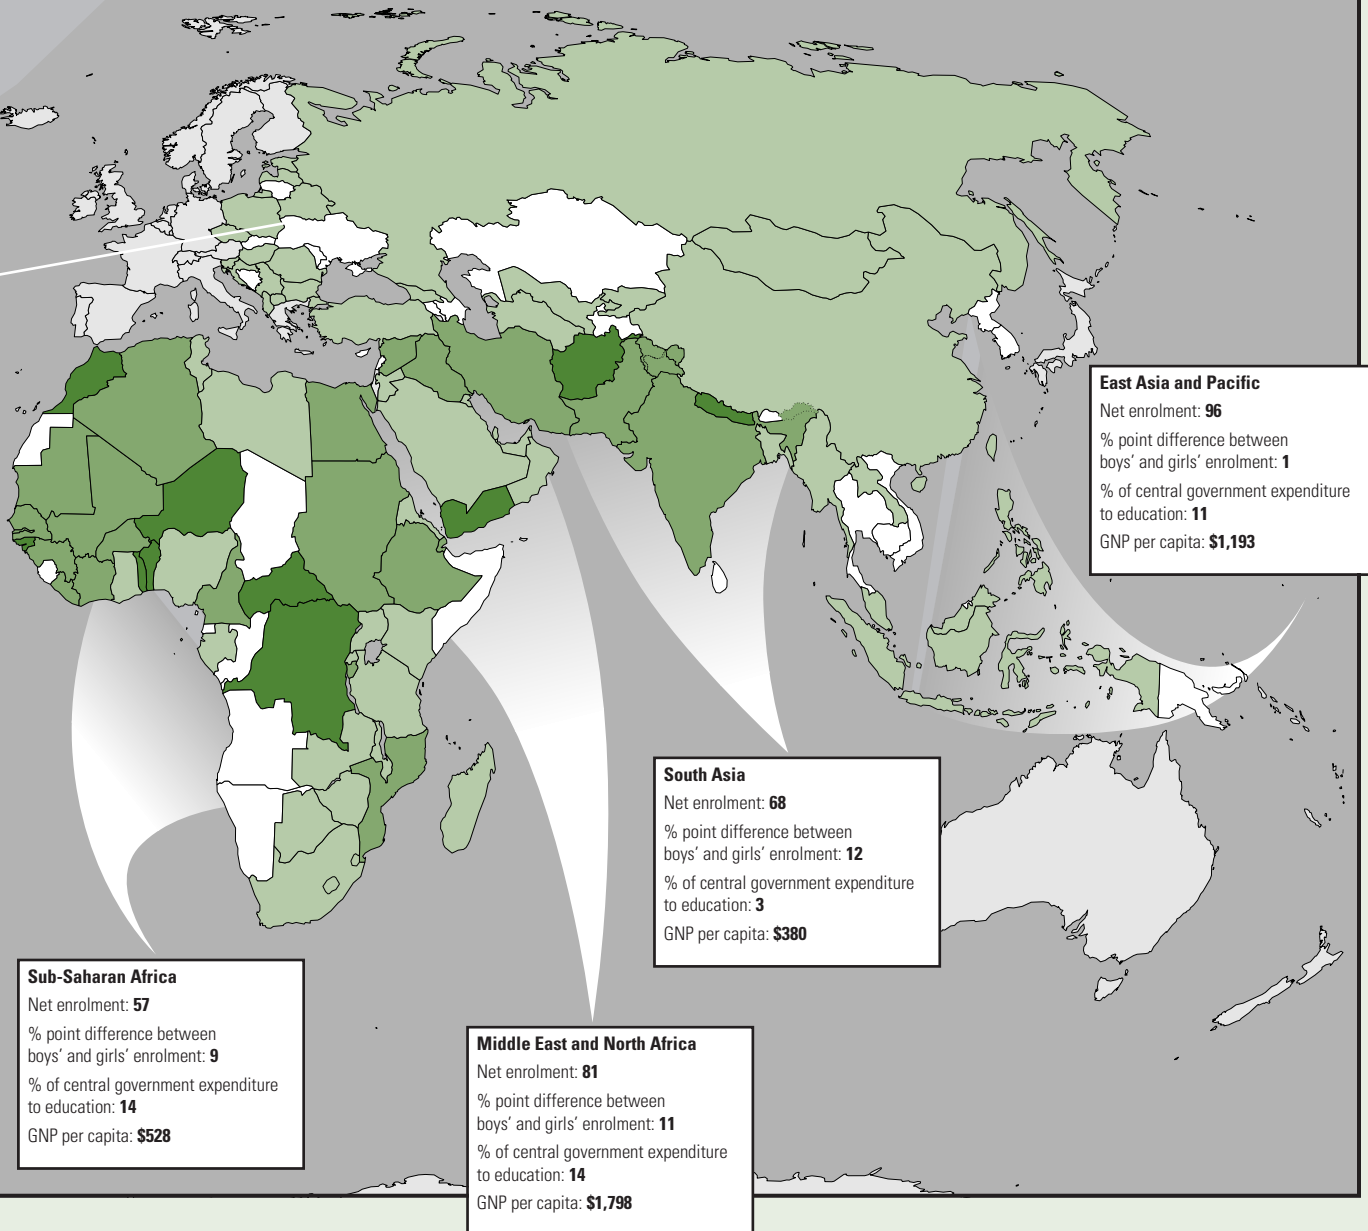 East Asia and Pacific
Net enrolment: 96
% point difference between
boys’ and girls’ enrolment: 1
% of central government expenditure
to education: 11
GNP per capita: $1,193
South Asia
Net enrolment: 68
% point difference between
boys’ and girls’ enrolment: 12
% of central government expenditure
to education: 3
GNP per capita: $380
Sub-Saharan Africa
Net enrolment: 57
% point difference between
boys’ and girls’ enrolment: 9
% of central government expenditure
to education: 14
GNP per capita: $528
Middle East and North Africa
Net enrolment: 81
% point difference between
boys’ and girls’ enrolment: 11
% of central government expenditure
to education: 14
GNP per capita: $1,798